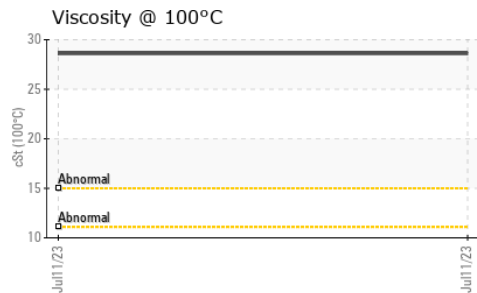 Viscosity @ 100°C
30
25
20
15
10
cSt (100°C)
Abnormal
Abnormal
Jul11/23
Jul11/23